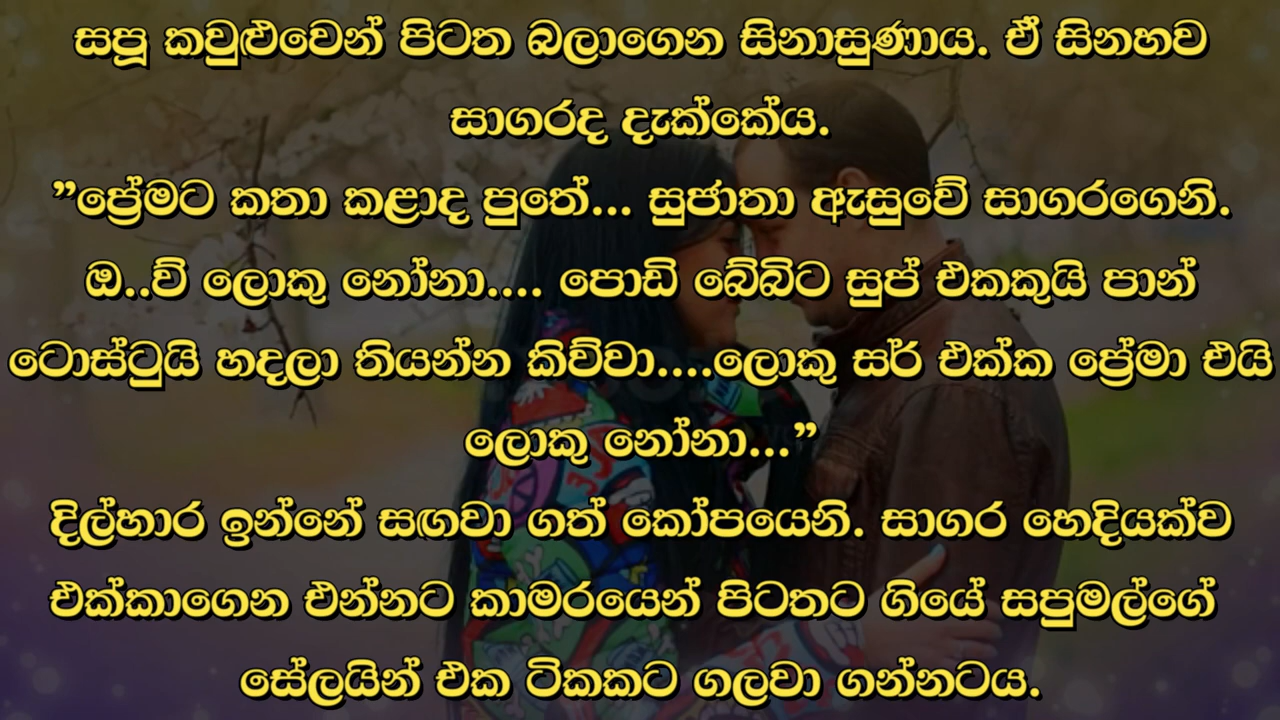 සපූ කවුළුවෙන් පිටත බලාගෙන සිනාසුණාය. ඒ සිනහව
සාගරද දැක්කේය.
”ප්‍රේමට කතා කළාද පුතේ... සුජාතා ඇසුවේ සාගරගෙනි.
ඔ..ව් ලොකු නෝනා.... පොඩි බේබිට සුප් එකකුයි පාන්
ටොස්ටුයි හදලා තියන්න කිව්වා....ලොකු සර් එක්ක ප්‍රේමා එයි
ලොකු නෝනා...”
දිල්හාර ඉන්නේ සඟවා ගත් කෝපයෙනි. සාගර හෙදියක්ව
එක්කාගෙන එන්නට කාමරයෙන් පිටතට ගියේ සපුමල්ගේ
සේලයින් එක ටිකකට ගලවා ගන්නටය.